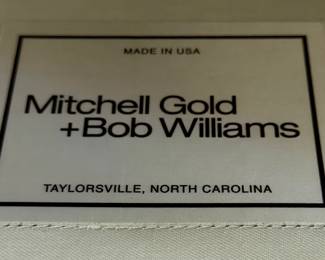 MADE IN USA
Mitchell Gold
+Bob Williams
TAYLORSVILLE, NORTH CAROLINA